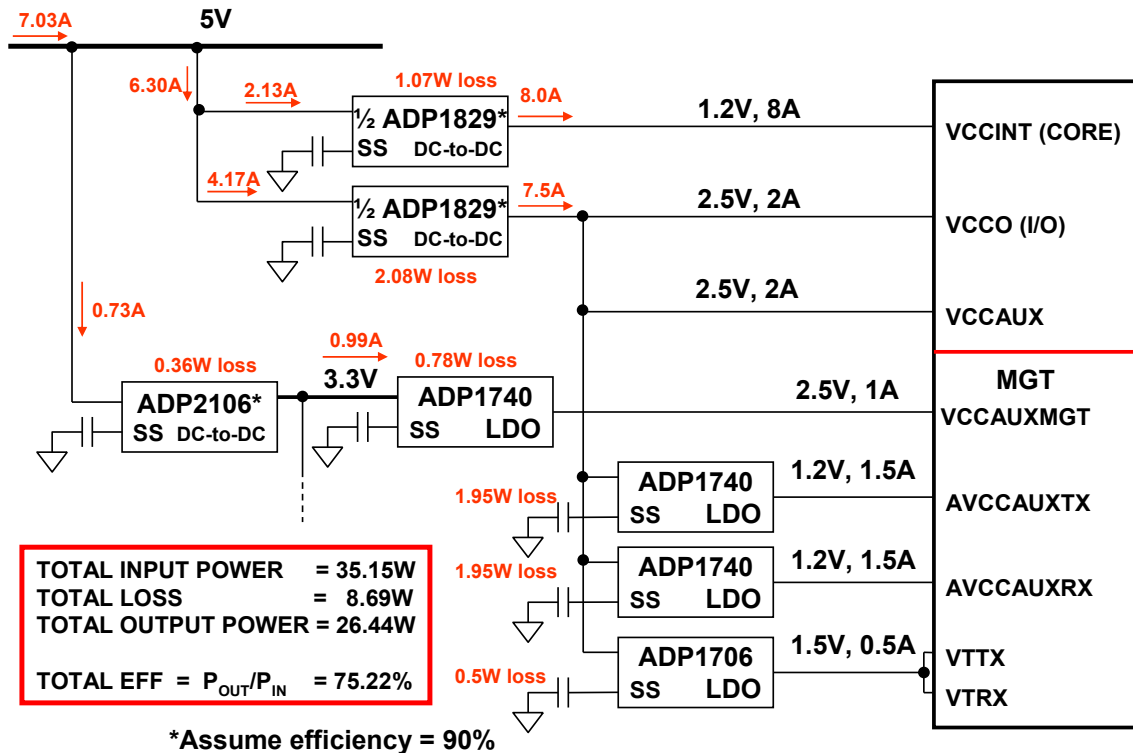 7.03A
5V
6.30A
2.13A
1.07W loss
8.0A
½ ADP1829*
SS DC-to-DC
1.2V, 8A
VCCINT (CORE)
4.17A
7.5A
½ ADP1829*
SS DC-to-DC
2.08W loss
2.5V, 2A
VCCO (I/O)
2.5V, 2A
VCCAUX
0.73A
0.36W loss
ADP2106*
SS DC-to-DC
0.99A
3.3V
0.78W loss
ADP1740
SS LDO
2.5V, 1A
MGT
VCCAUXMGT
1.95W loss
ADP1740
SS LDO
1.2V, 1.5A
AVCCAUXTX
1.95W loss
ADP1740
SS LDO
1.2V, 1.5A
AVCCAUXRX
0.5W loss
ADP1706
SS LDO
1.5V, 0.5A
VTTX
VTRX
TOTAL INPUT POWER = 35.15W
TOTAL LOSS = 8.69W
TOTAL OUTPUT POWER = 26.44W
TOTAL EFF = POUT/PIN = 75.22%
*Assume efficiency = 90%